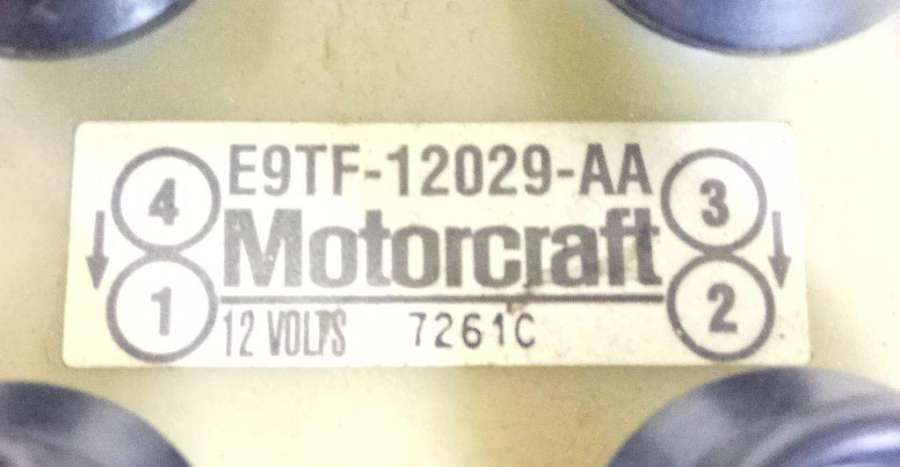 E9TF-12029-AA
4
3
Motorcraft
1
2
12 VOLTS 7261C